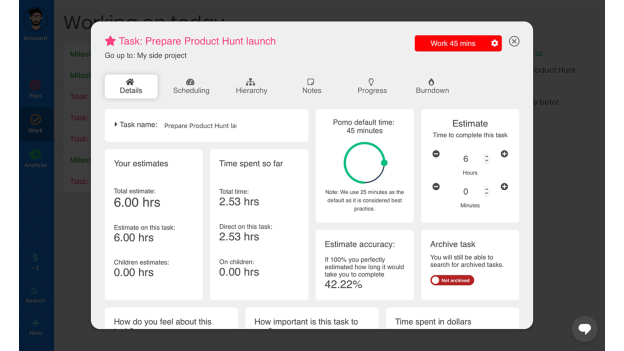 Working on today
Account
Plan
Work
Analyse
$
-3
Search
New
Task: Prepare Product Hunt launch
Go up to: My side project
Work 45 mins
Details
Scheduling
Hierarchy
Notes
Progress
Burndown
Task name: Prepare Product Hunt la
Pomo default time:
45 minutes
Note: We use 25 minutes as the
default as it is considered best
practice.
Estimate
Time to complete this task
6
Hours
0
Minutes
Your estimates
Total estimate:
6.00 hrs
Estimate on this task:
6.00 hrs
Children estimates:
0.00 hrs
Time spent so far
Total time:
2.53 hrs
Direct on this task:
2.53 hrs
On children:
0.00 hrs
Estimate accuracy:
If 100% you perfectly
estimated how long it would
take you to complete
42.22%
Archive task
You will still be able to
search for archived tasks.
Not archived
How do you feel about this
How important is this task to
Time spent in dollars
Milest
Milest
Task:
Task:
Milest
Task:
oduct Hunt
e beta!